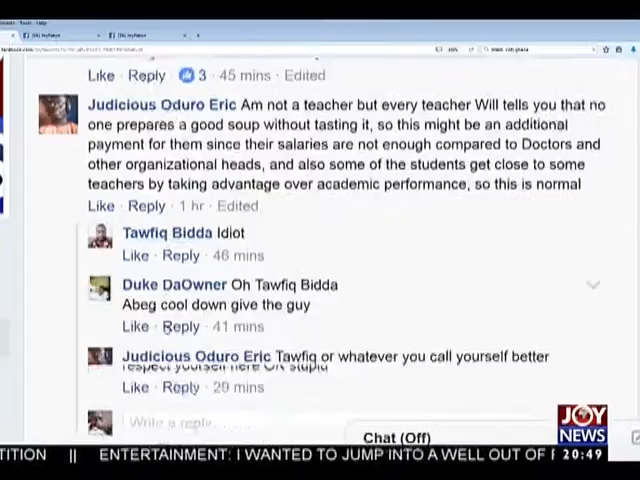 Like · Reply · 3 · 45 mins · Edited
Judicious Oduro Eric Am not a teacher but every teacher Will tells you that no
one prepares a good soup without tasting it, so this might be an additional
payment for them since their salaries are not enough compared to Doctors and
other organizational heads, and also some of the students get close to some
teachers by taking advantage over academic performance, so this is normal
Like · Reply · 1 hr · Edited
Tawfiq Bidda Idiot
Like · Reply · 46 mins
Duke DaOwner Oh Tawfiq Bidda
Abeg cool down give the guy
Like · Reply · 41 mins
Judicious Oduro Eric Tawfiq or whatever you call yourself better
respect yourself here OK stupid
Like · Reply · 29 mins
Write a reply...
Chat (Off)
JOY
NEWS
TITION || ENTERTAINMENT: I WANTED TO JUMP INTO A WELL OUT OF
20:49